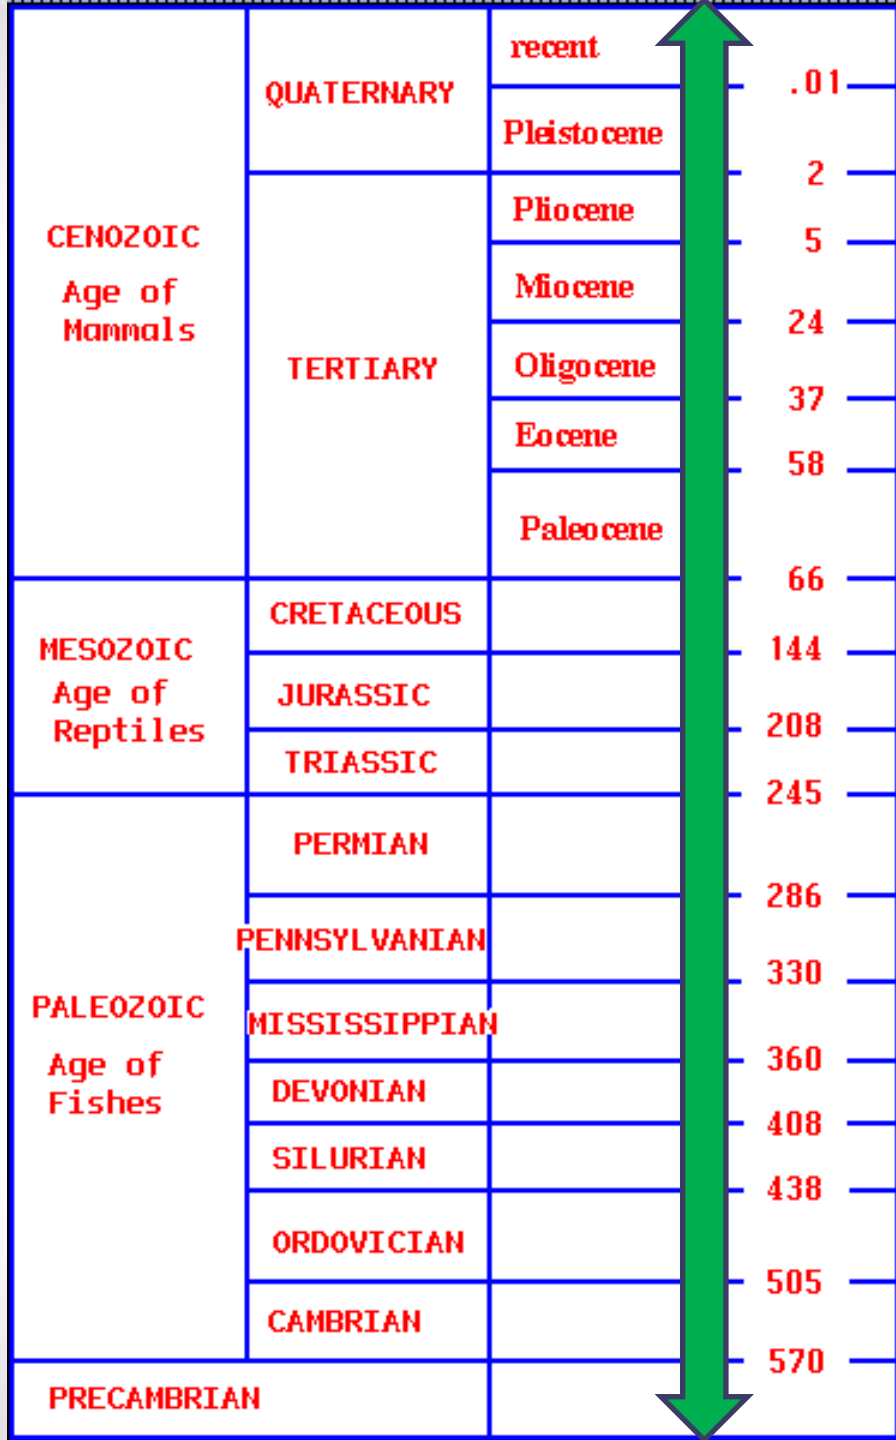 recent
.01
QUATERNARY
Pleistocene
2
Pliocene
5
CENOZOIC
Age of
Mammals
Miocene
24
TERTIARY
Oligocene
37
Eocene
58
Paleocene
66
CRETACEOUS
144
MESOZOIC
Age of
Reptiles
JURASSIC
208
TRIASSIC
245
PERMIAN
286
PENNSYLVANIAN
330
PALEOZOIC
Age of
Fishes
MISSISSIPPIAN
360
DEVONIAN
408
SILURIAN
438
ORDOVICIAN
505
CAMBRIAN
570
PRECAMBRIAN